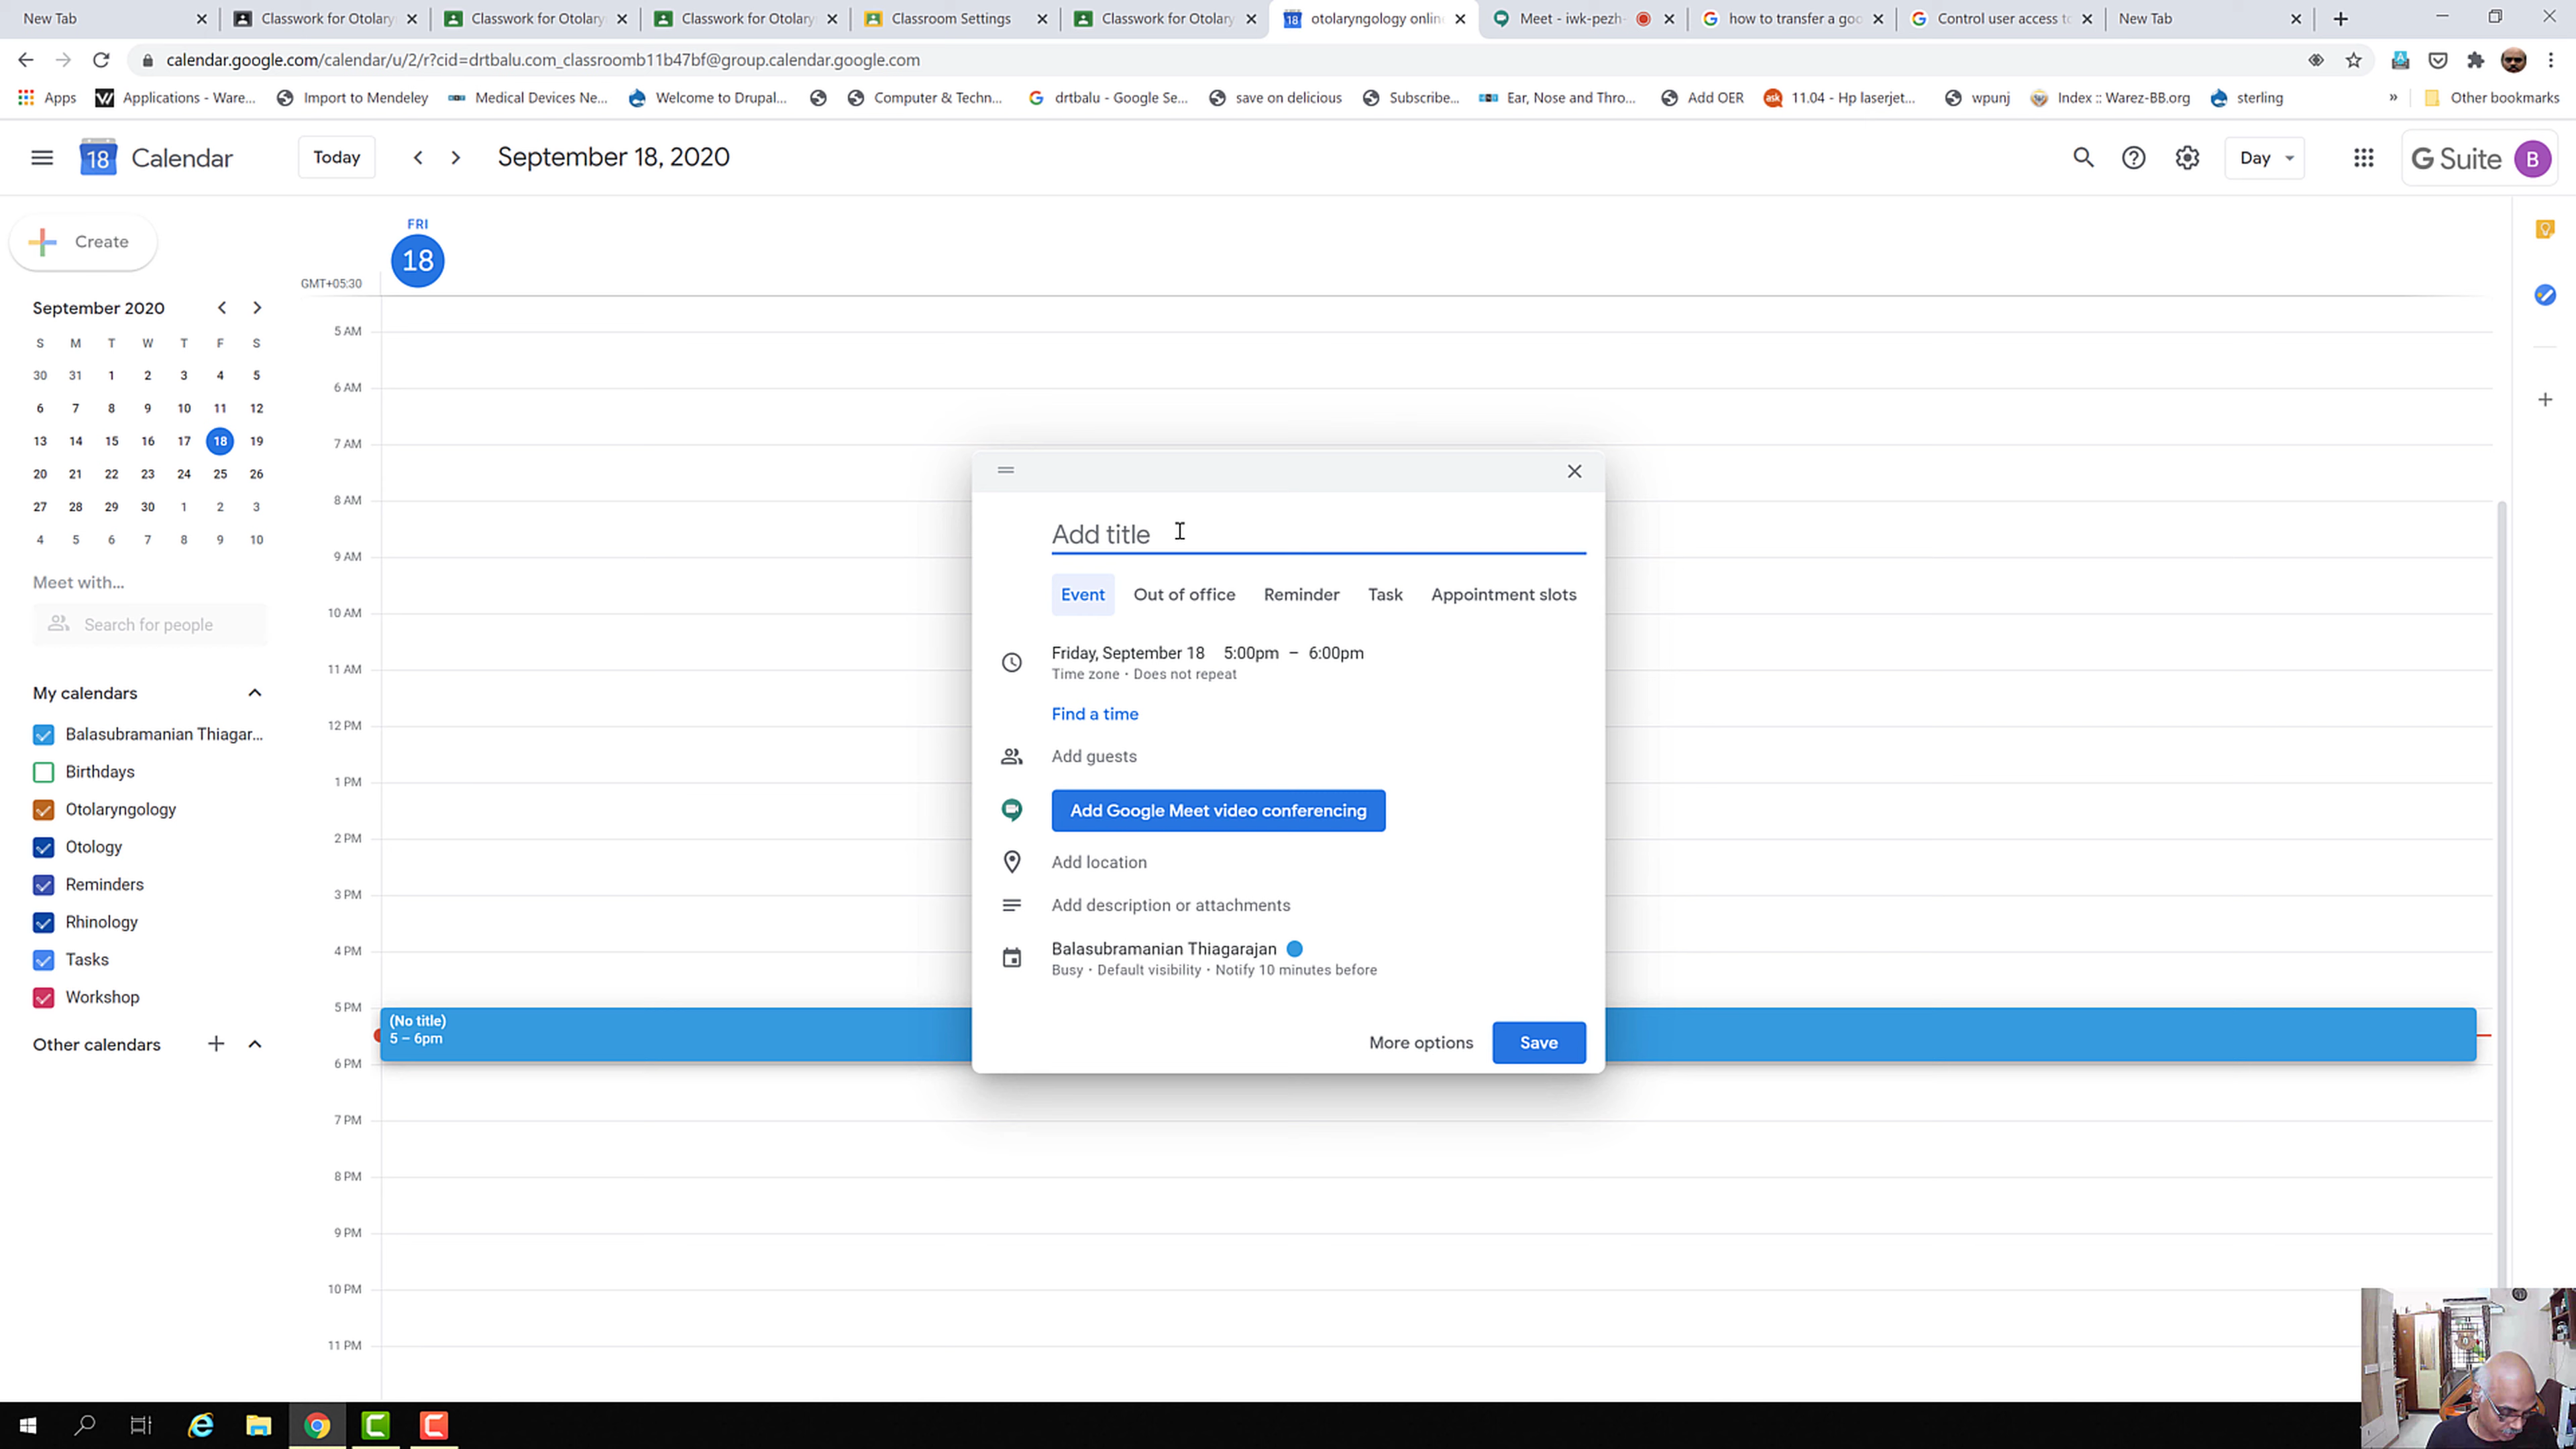 New Tab
Classwork for Otolary
Classwork for Otolary
Classwork for Otolary
Classroom Settings
Classwork for Otolary
otolaryngology onlin
Meet - iwk-pezh-
how to transfer a goo
Control user access to
New Tab
calendar.google.com/calendar/u/2/r?cid=drtbalu.com_classroomb11b47bf@group.calendar.google.com
Apps
Applications - Ware...
Import to Mendeley
Medical Devices Ne...
Welcome to Drupal...
Computer & Techn...
drtbalu - Google Se...
save on delicious
Subscribe...
Ear, Nose and Thro...
Add OER
ask
11.04 - Hp laserjet...
wpunj
Index :: Warez-BB.org
sterling
»
Other bookmarks
18 Calendar
Today
September 18, 2020
Day
G Suite B
Create
FRI
18
GMT+05:30
September 2020
S M T W T F S
30 31 1 2 3 4 5
6 7 8 9 10 11 12
13 14 15 16 17 18 19
20 21 22 23 24 25 26
27 28 29 30 1 2 3
4 5 6 7 8 9 10
Meet with...
Search for people
My calendars
Balasubramanian Thiagar...
Birthdays
Otolaryngology
Otology
Reminders
Rhinology
Tasks
Workshop
Other calendars
5 AM
6 AM
7 AM
8 AM
9 AM
10 AM
11 AM
12 PM
1 PM
2 PM
3 PM
4 PM
5 PM
6 PM
7 PM
8 PM
9 PM
10 PM
11 PM
(No title)
5 – 6pm
Add title
Event Out of office Reminder Task Appointment slots
Friday, September 18 5:00pm – 6:00pm
Time zone · Does not repeat
Find a time
Add guests
Add Google Meet video conferencing
Add location
Add description or attachments
Balasubramanian Thiagarajan
Busy · Default visibility · Notify 10 minutes before
More options
Save